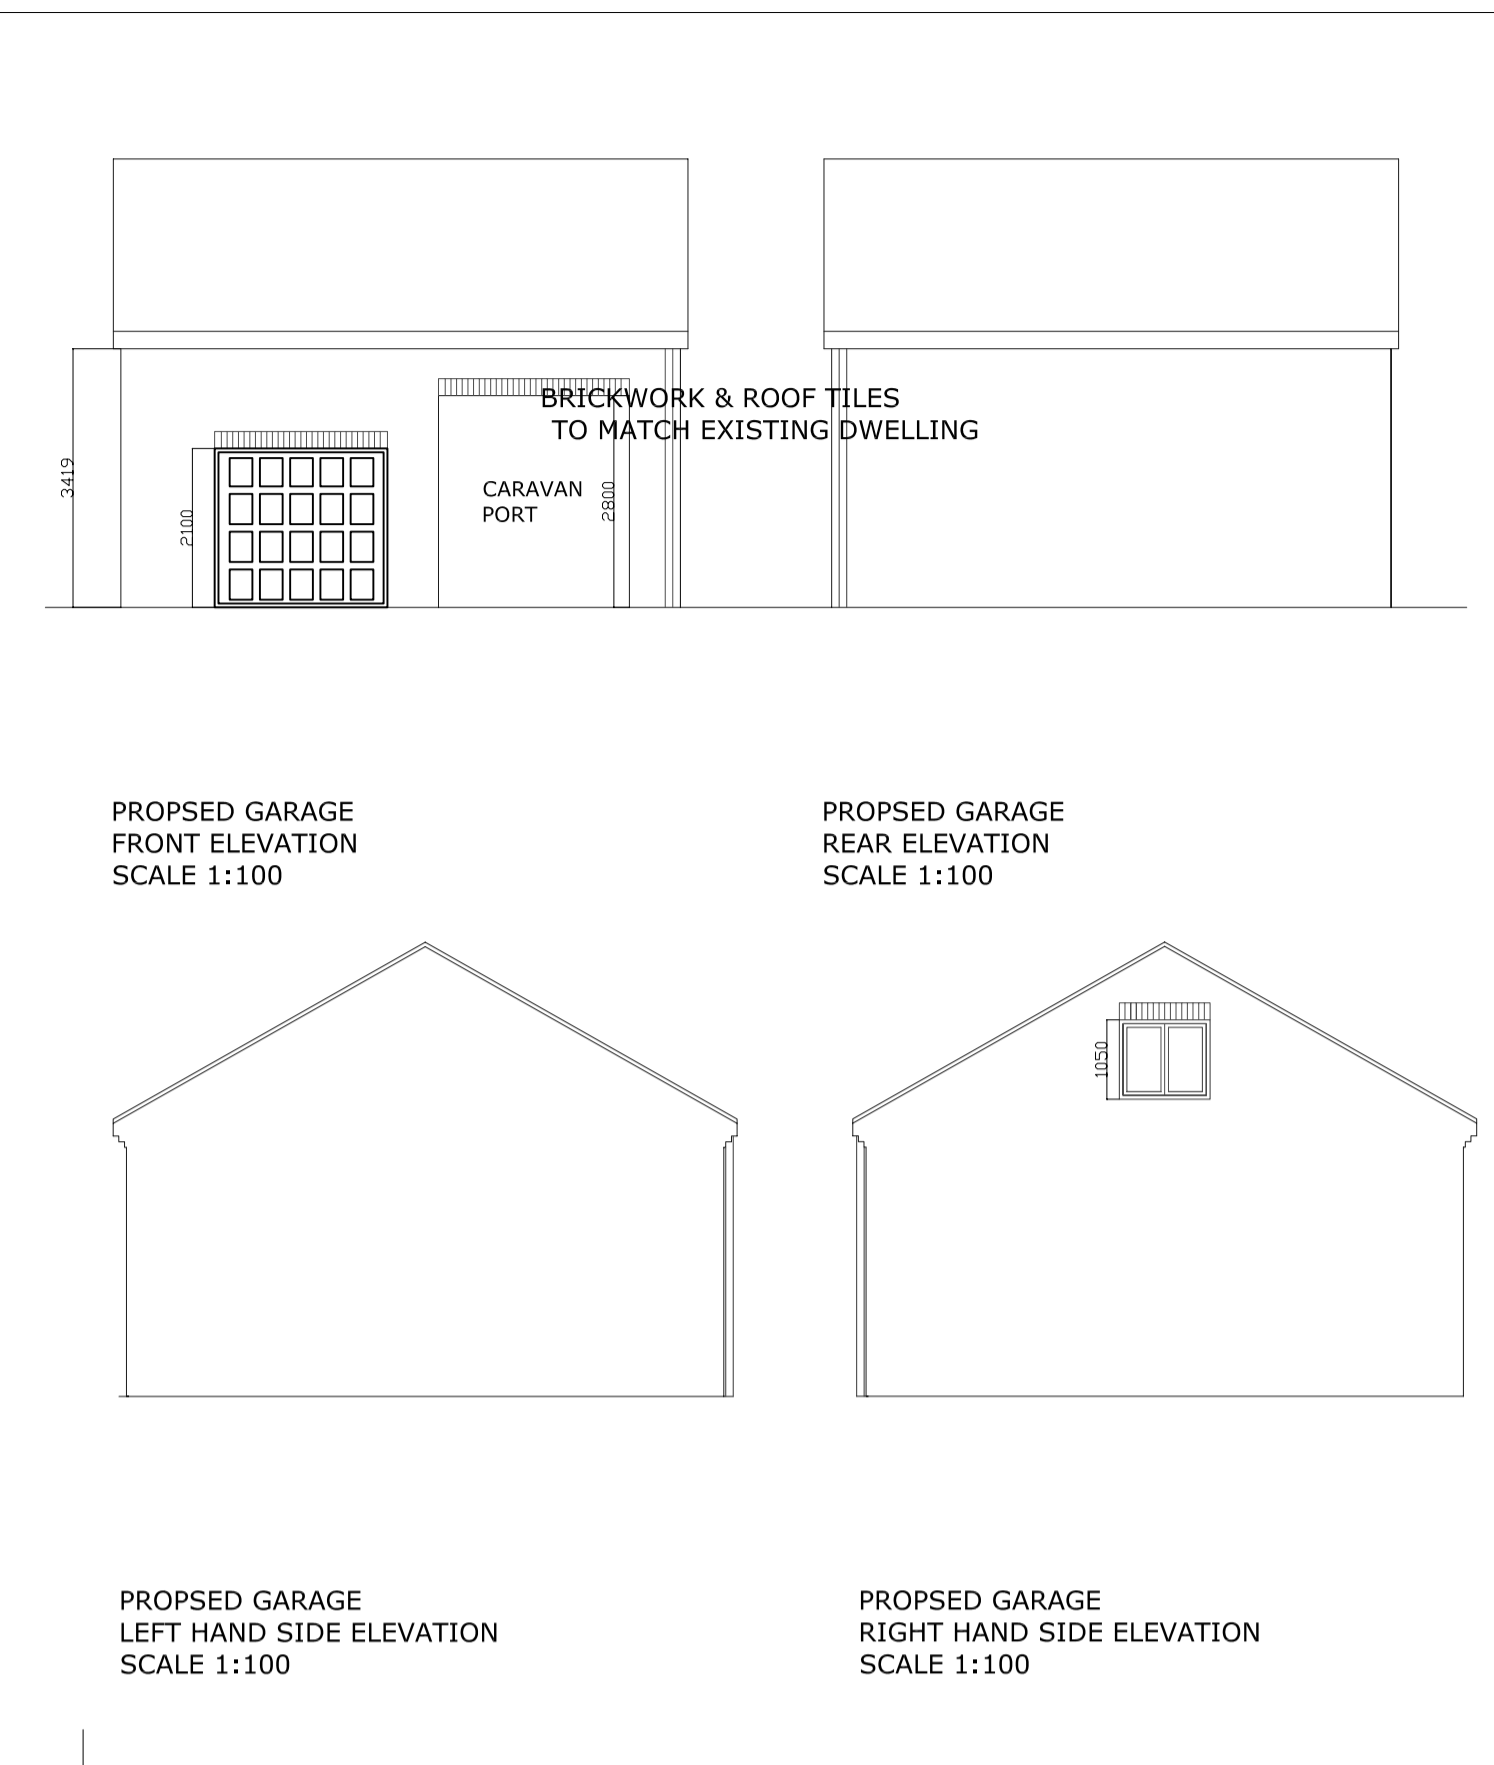 BRICKWORK & ROOF TILES
TO MATCH EXISTING DWELLING
3419
2100
CARAVAN
PORT
2800
PROPSED GARAGE
FRONT ELEVATION
SCALE 1:100
PROPSED GARAGE
REAR ELEVATION
SCALE 1:100
1050
PROPSED GARAGE
LEFT HAND SIDE ELEVATION
SCALE 1:100
PROPSED GARAGE
RIGHT HAND SIDE ELEVATION
SCALE 1:100